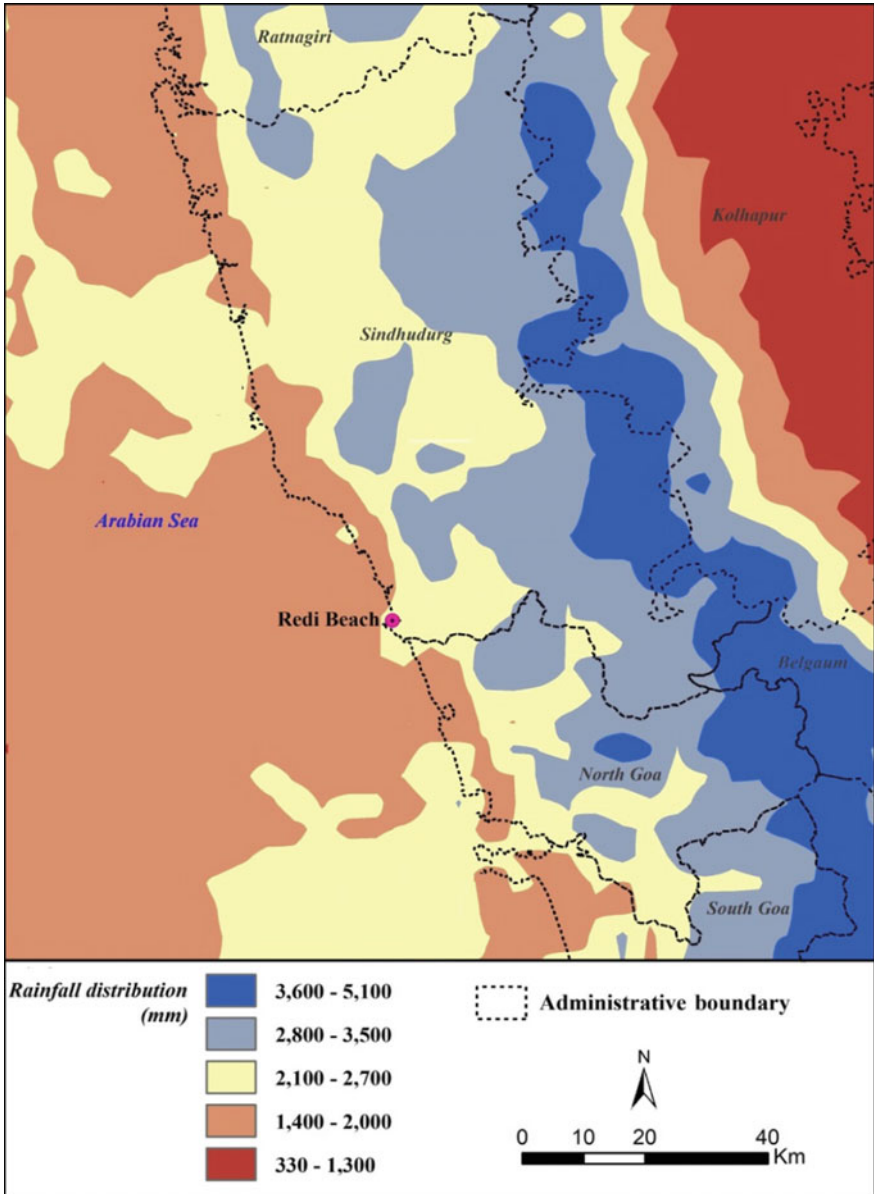 Ratnagiri
Kolhapur
Sindhudurg
Arabian Sea
Redi Beach
Belgaum
North Goa
South Goa
Rainfall distribution
(mm)
3,600 - 5,100
2,800 - 3,500
2,100 - 2,700
1,400 - 2,000
330 - 1,300
Administrative boundary
N
0 10 20 40
Km